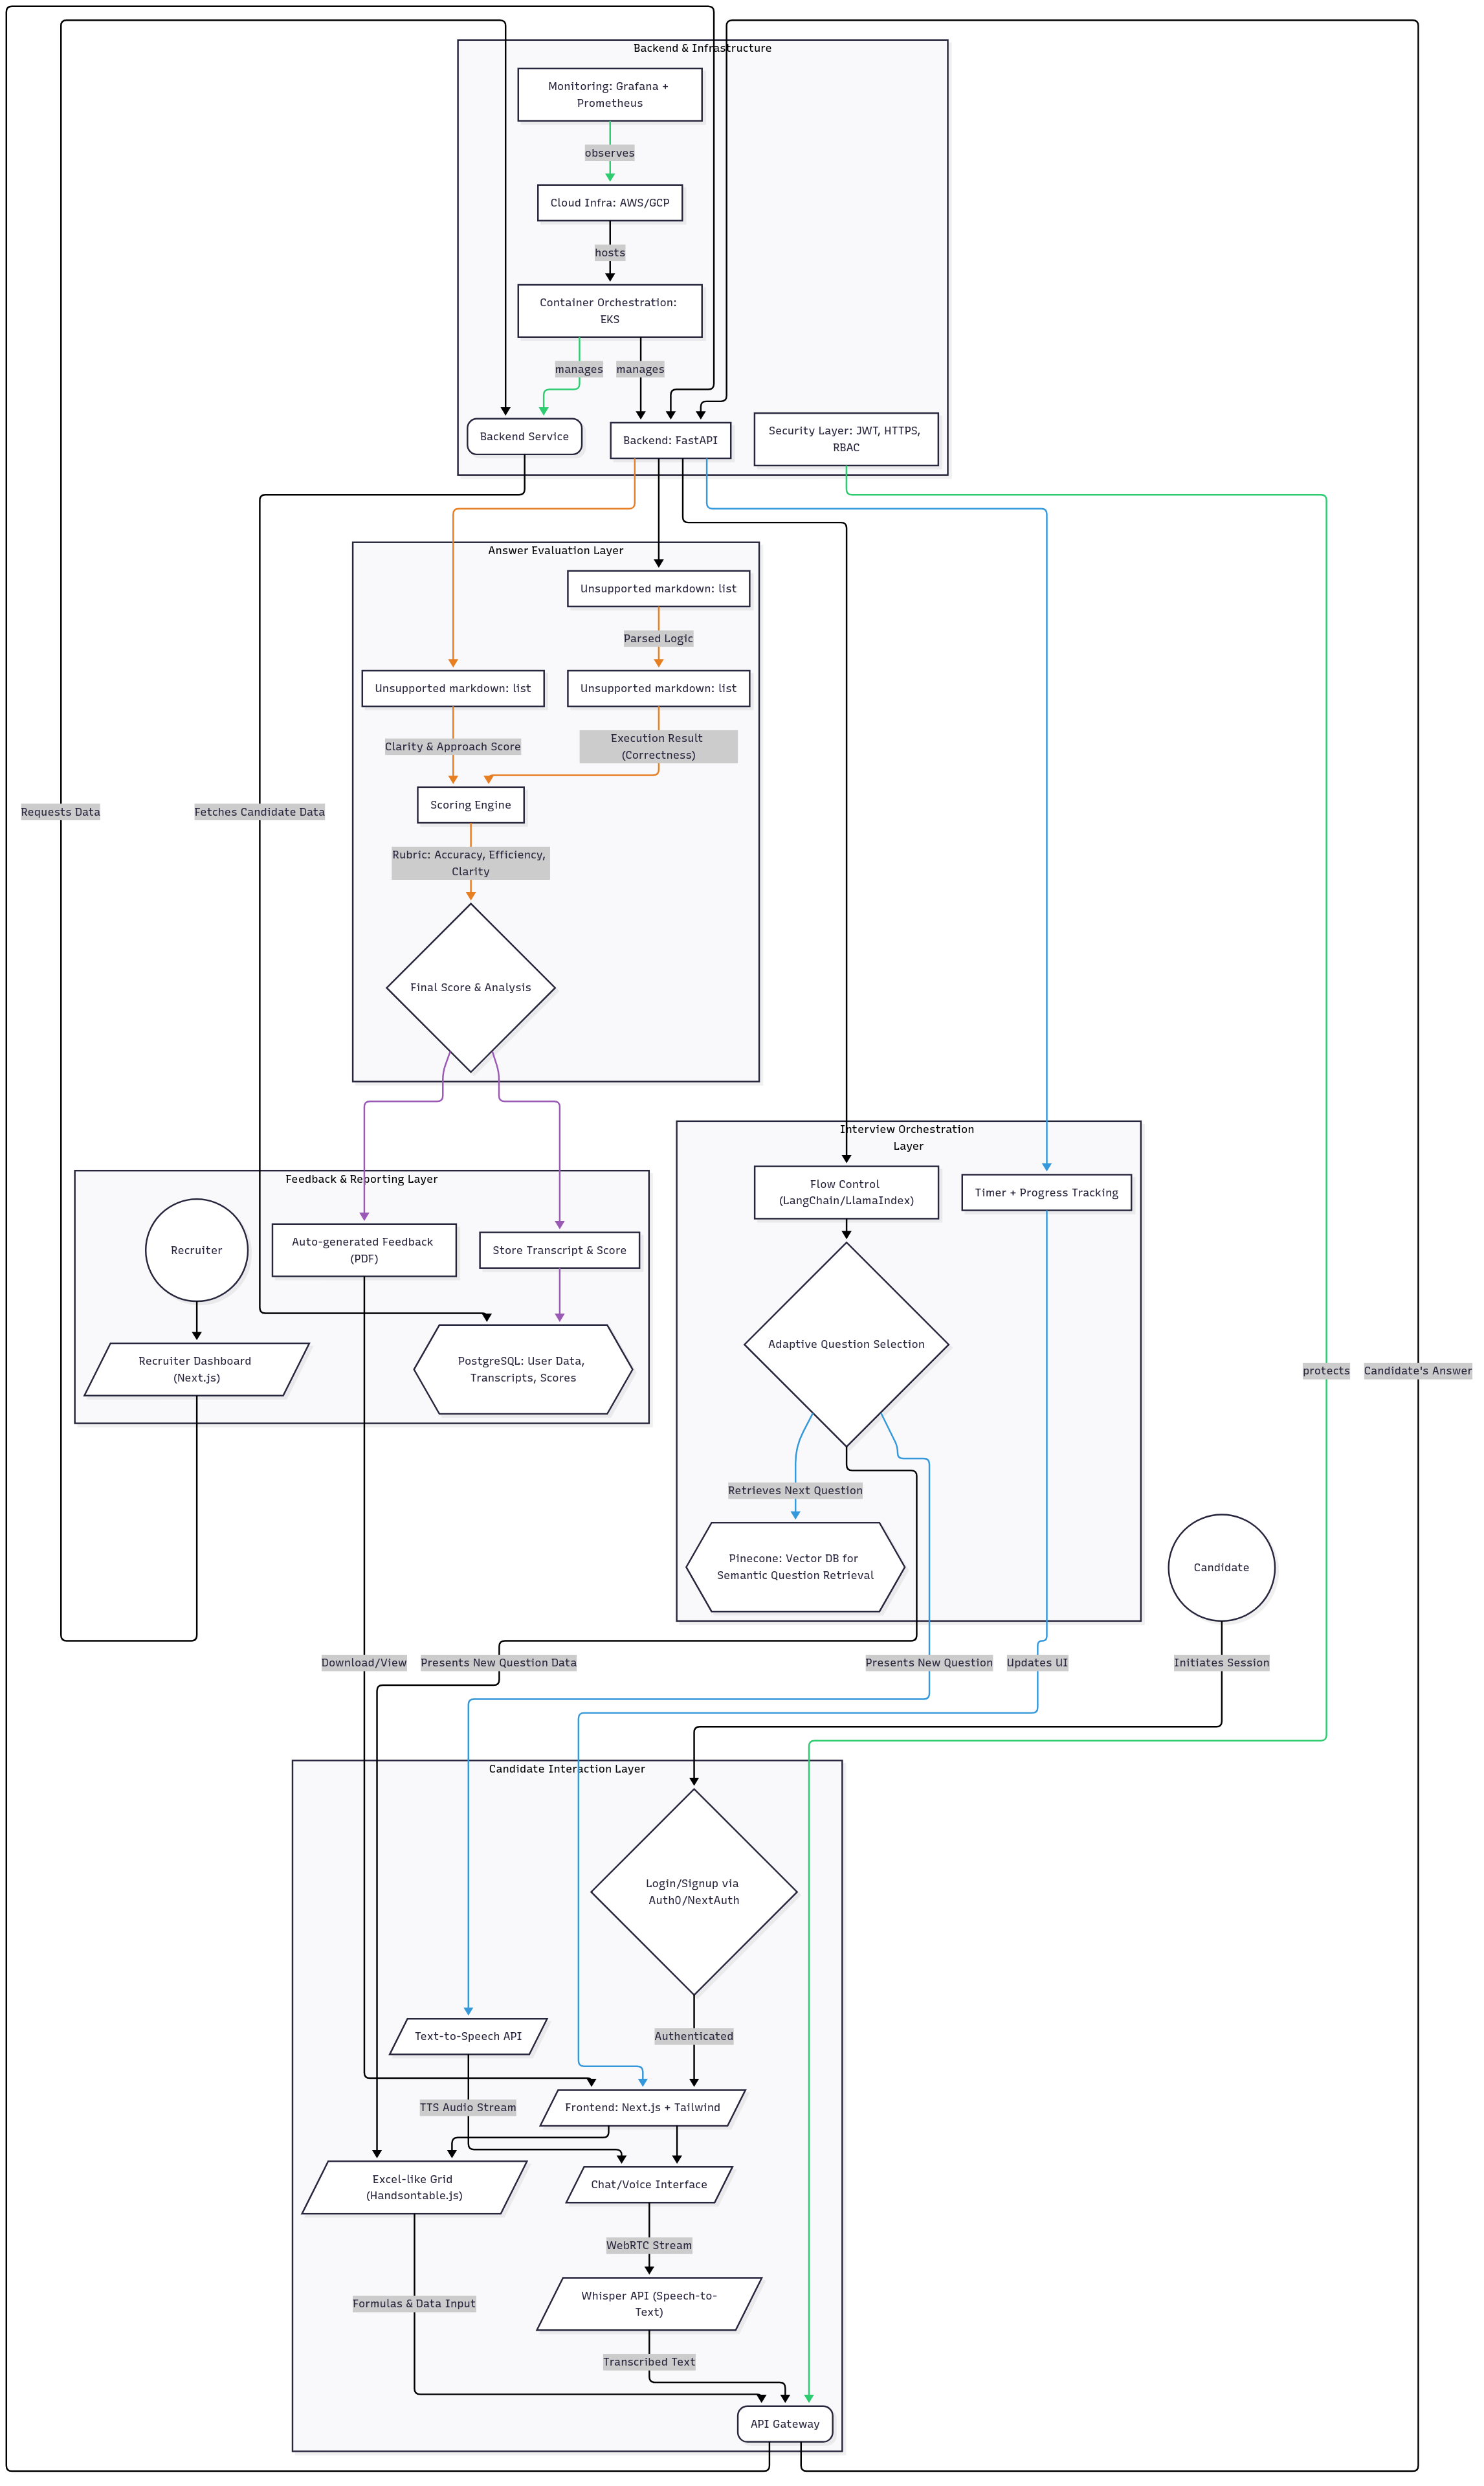 Backend & Infrastructure
Monitoring: Grafana +
Prometheus
observes
Cloud Infra: AWS/GCP
hosts
Container Orchestration:
EKS
manages
manages
Backend Service
Backend: FastAPI
Security Layer: JWT, HTTPS,
RBAC
Answer Evaluation Layer
Unsupported markdown: list
Parsed Logic
Unsupported markdown: list
Unsupported markdown: list
Clarity & Approach Score
Execution Result
(Correctness)
Requests Data
Fetches Candidate Data
Scoring Engine
Rubric: Accuracy, Efficiency,
Clarity
Final Score & Analysis
Interview Orchestration
Layer
Feedback & Reporting Layer
Flow Control
(LangChain/LlamaIndex)
Timer + Progress Tracking
Recruiter
Auto-generated Feedback
(PDF)
Store Transcript & Score
Adaptive Question Selection
Recruiter Dashboard
(Next.js)
PostgreSQL: User Data,
Transcripts, Scores
protects
Candidate's Answer
Retrieves Next Question
Pinecone: Vector DB for
Semantic Question Retrieval
Candidate
Download/View
Presents New Question Data
Presents New Question
Updates UI
Initiates Session
Candidate Interaction Layer
Login/Signup via
Auth0/NextAuth
Text-to-Speech API
Authenticated
TTS Audio Stream
Frontend: Next.js + Tailwind
Excel-like Grid
(Handsontable.js)
Chat/Voice Interface
WebRTC Stream
Formulas & Data Input
Whisper API (Speech-to-
Text)
Transcribed Text
API Gateway